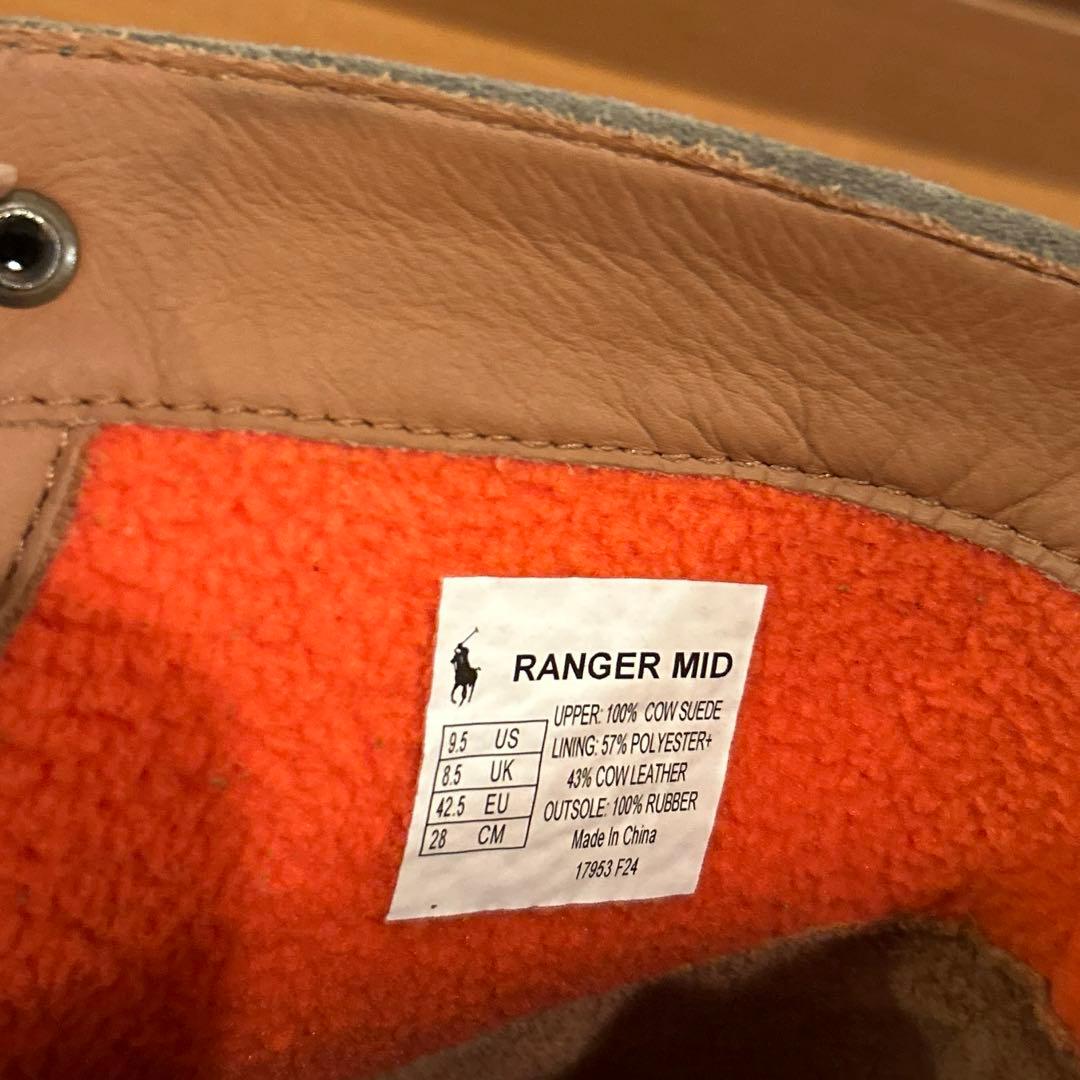 RANGER MID
9.5 US
8.5 UK
42.5 EU
28 CM
UPPER: 100% COW SUEDE
LINING: 57% POLYESTER+
43% COW LEATHER
OUTSOLE: 100% RUBBER
Made In China
17953 F24